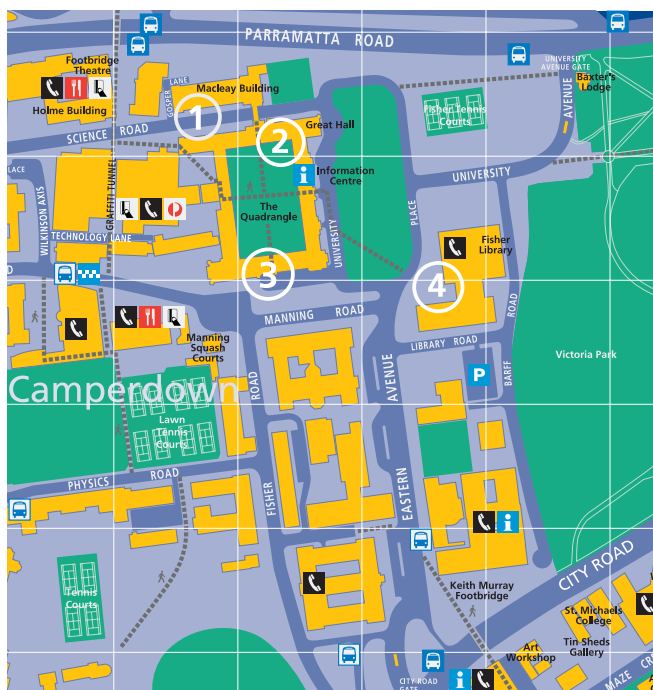 PARRAMATTA ROAD
Footbridge
Theatre
Holme Building
GOSPER
LANE
Macleay Building
UNIVERSITY
AVENUE GATE
Baxter's
Lodge
SCIENCE ROAD
1
2
Great Hall
Fisher Tennis
Courts
AVENUE
UNIVERSITY
PLACE
LACE
WILKINSON AXIS
GRAFFITI TUNNEL
i
Information
Centre
The
Quadrangle
UNIVERSITY
PLACE
TECHNOLOGY LANE
Fisher
Library
3
4
D
MANNING ROAD
Manning
Squash
Courts
LIBRARY ROAD
BARFF
ROAD
Victoria Park
P
AVENUE
EASTERN
Camperdown
Lawn
Tennis
Courts
ROAD
FISHER
PHYSICS ROAD
i
CITY ROAD
Tennis
Courts
Keith Murray
Footbridge
St. Michaels
College
Tin Sheds
Gallery
Art
Workshop
CITY ROAD
GATE
i
MAZE CR